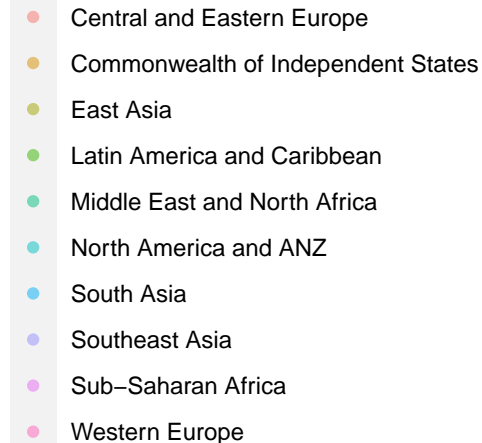 Central and Eastern Europe
Commonwealth of Independent States
East Asia
Latin America and Caribbean
Middle East and North Africa
North America and ANZ
South Asia
Southeast Asia
Sub−Saharan Africa
Western Europe